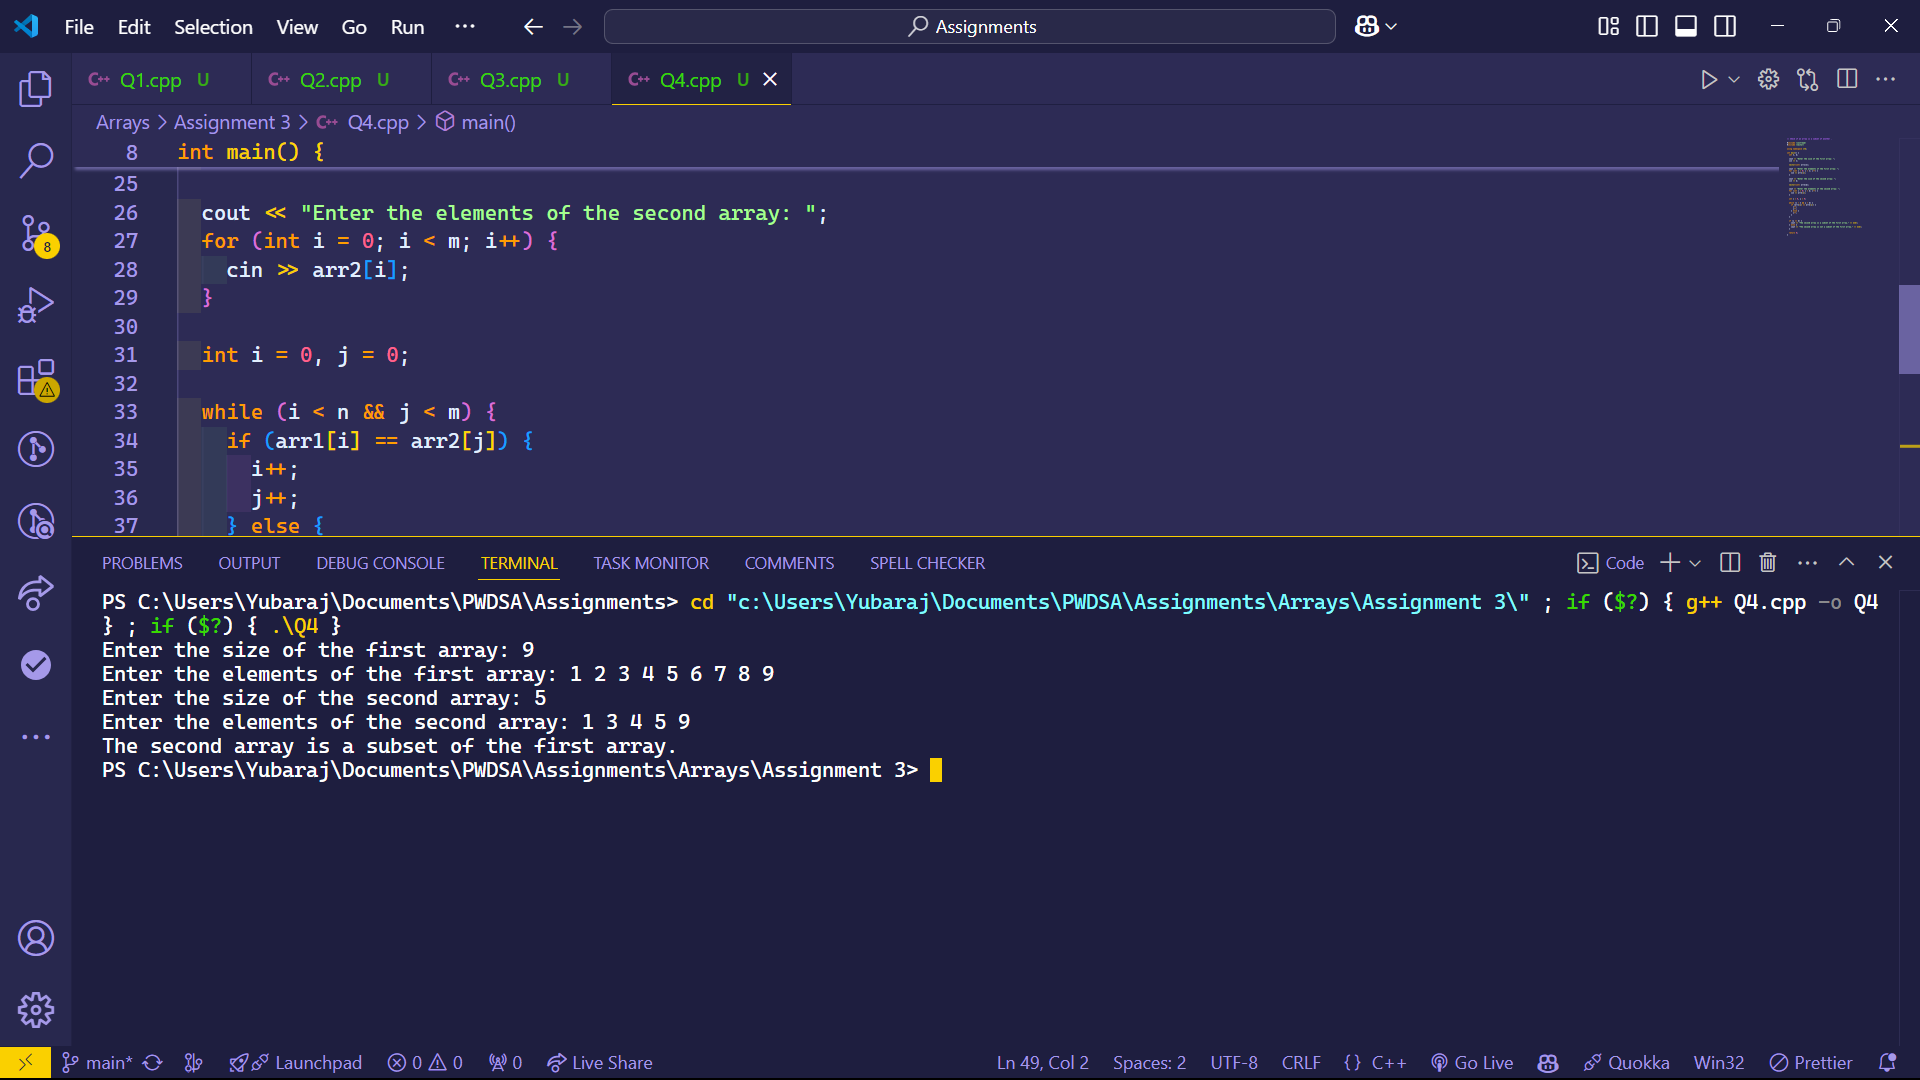 File Edit Selection View Go Run ··· Assignments
C++ Q1.cpp U C++ Q2.cpp U C++ Q3.cpp U C++ Q4.cpp U
Arrays > Assignment 3 > C++ Q4.cpp > main()
8 int main() {
25
26 cout << "Enter the elements of the second array: ";
27 for (int i = 0; i < m; i++) {
28 cin >> arr2[i];
29 }
30
31 int i = 0, j = 0;
32
33 while (i < n && j < m) {
34 if (arr1[i] == arr2[j]) {
35 i++;
36 j++;
37 } else {
8
PROBLEMS OUTPUT DEBUG CONSOLE TERMINAL TASK MONITOR COMMENTS SPELL CHECKER Code
PS C:\Users\Yubaraj\Documents\PWDSA\Assignments> cd "c:\Users\Yubaraj\Documents\PWDSA\Assignments\Arrays\Assignment 3\" ; if ($?) { g++ Q4.cpp -o Q4
} ; if ($?) { .\Q4 }
Enter the size of the first array: 9
Enter the elements of the first array: 1 2 3 4 5 6 7 8 9
Enter the size of the second array: 5
Enter the elements of the second array: 1 3 4 5 9
The second array is a subset of the first array.
PS C:\Users\Yubaraj\Documents\PWDSA\Assignments\Arrays\Assignment 3>
main* Launchpad 0 0 0 Live Share Ln 49, Col 2 Spaces: 2 UTF-8 CRLF {} C++ Go Live Quokka Win32 Prettier